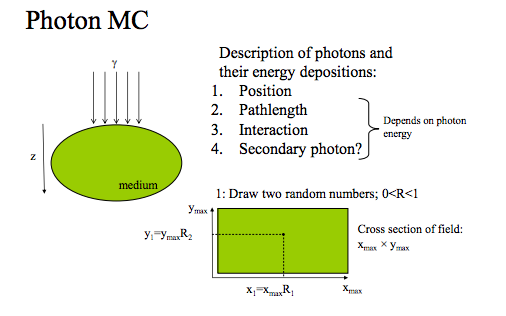 Photon MC
γ
Description of photons and
their energy depositions:
1. Position
2. Pathlength
3. Interaction
4. Secondary photon?
Depends on photon
energy
z
medium
1: Draw two random numbers; 0<R<1
ymax
y₁=ymaxR₂
Cross section of field:
xmax × ymax
x₁=xmaxR₁
xmax